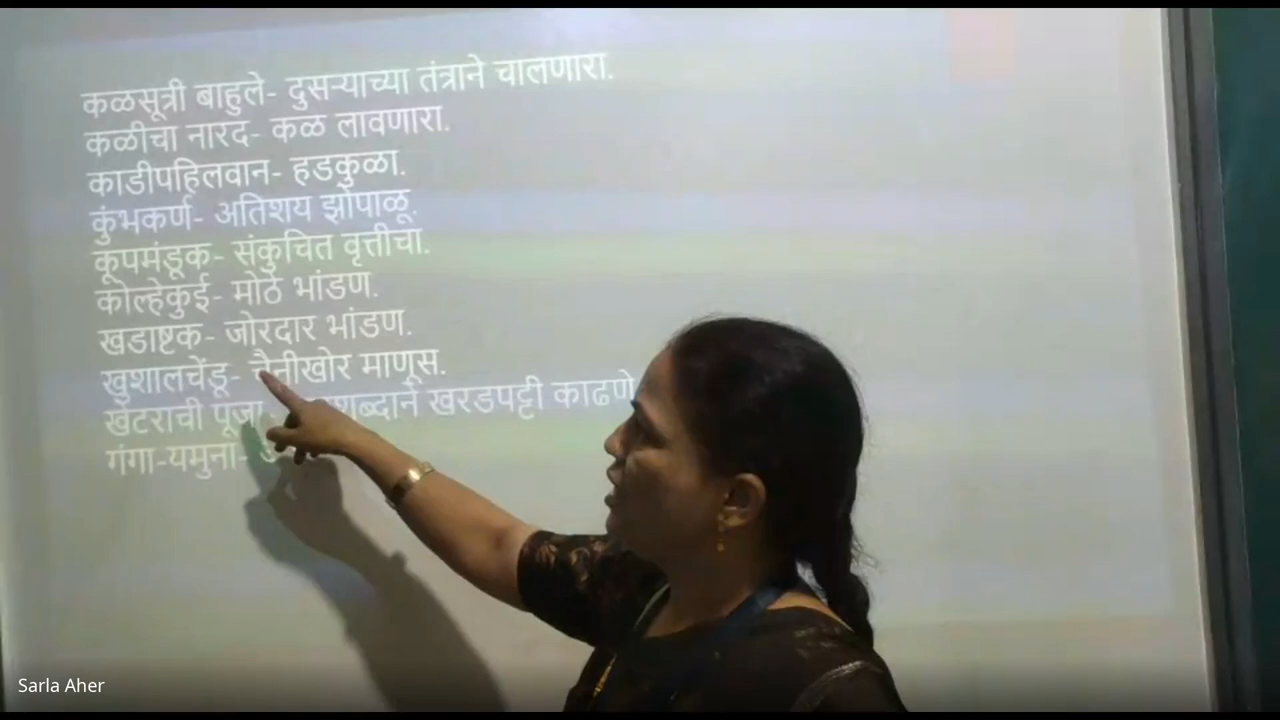 कळसूत्री बाहुले- दुसऱ्याच्या तंत्राने चालणारा.
कळीचा नारद- कळ लावणारा.
काडीपहिलवान- हडकुळा.
कुंभकर्ण- अतिशय झोपाळू.
कूपमंडूक- संकुचित वृत्तीचा.
कोल्हेकुई- मोठे भांडण.
खडाष्टक- जोरदार भांडण.
खुशालचेंडू- चैनीखोर माणूस.
खेटराची पूजा- खरडपट्टी काढणे
गंगा-यमुना-
Sarla Aher